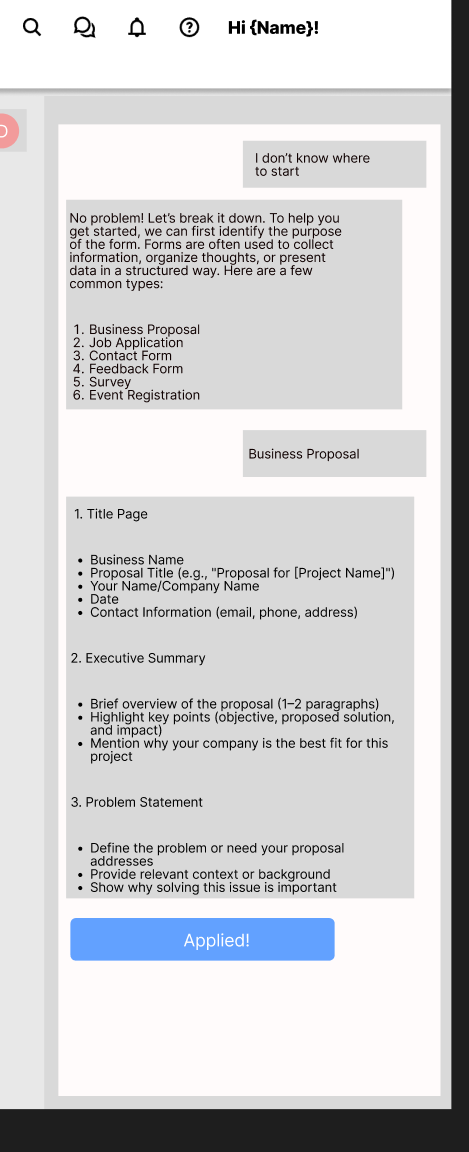 Hi {Name}!
I don't know where
to start
No problem! Let's break it down. To help you
get started, we can first identify the purpose
of the form. Forms are often used to collect
information, organize thoughts, or present
data in a structured way. Here are a few
common types:
1. Business Proposal
2. Job Application
3. Contact Form
4. Feedback Form
5. Survey
6. Event Registration
Business Proposal
1. Title Page
• Business Name
• Proposal Title (e.g., "Proposal for [Project Name]")
• Your Name/Company Name
• Date
• Contact Information (email, phone, address)
2. Executive Summary
• Brief overview of the proposal (1–2 paragraphs)
• Highlight key points (objective, proposed solution,
and impact)
• Mention why your company is the best fit for this
project
3. Problem Statement
• Define the problem or need your proposal
addresses
• Provide relevant context or background
• Show why solving this issue is important
Applied!